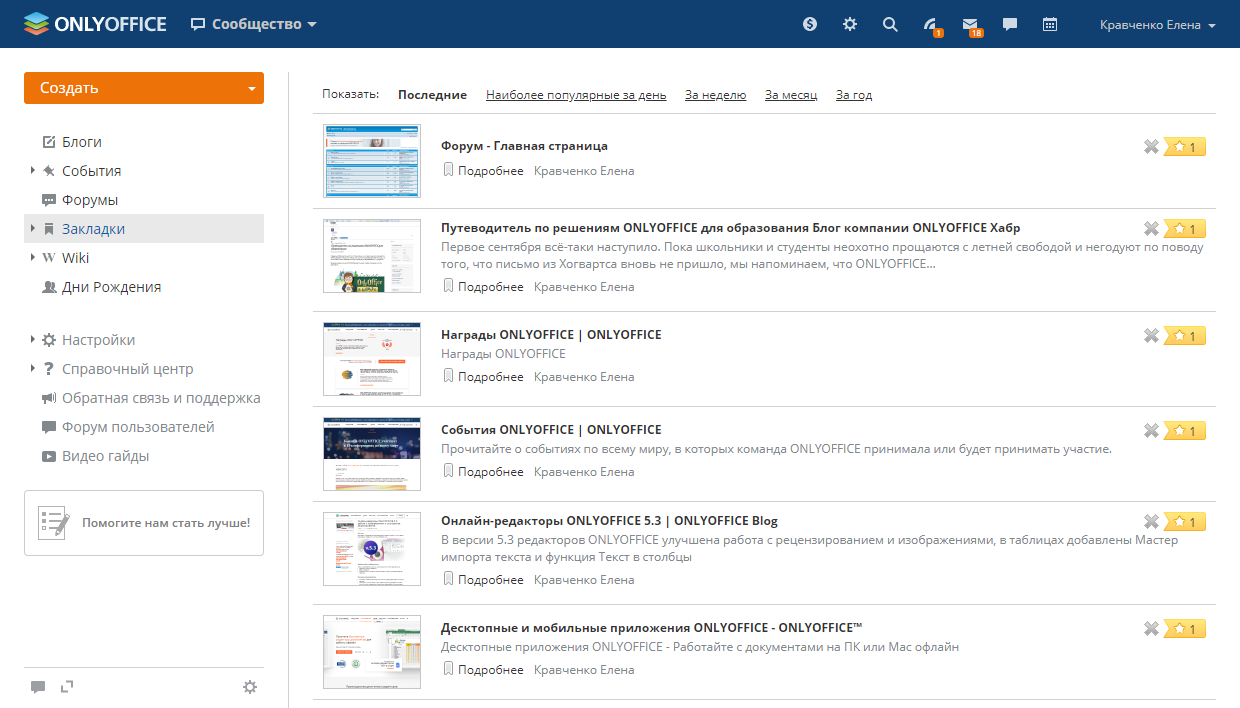 ONLYOFFICE Сообщество 1 18 Кравченко Елена
Создать
Блоги
События
Форумы
Закладки
Wiki
Дни Рождения
Настройки
Справочный центр
Обратная связь и поддержка
Форум пользователей
Видео гайды
Помогите нам стать лучше!
Показать: Последние Наиболее популярные за день За неделю За месяц За год
Форум - Главная страница
1
Подробнее Кравченко Елена
Путеводитель по решениям ONLYOFFICE для образования Блог компании ONLYOFFICE Хабр
1
Первое сентября всё-таки наступило. Пока школьники и студенты неохотно прощаются с летней свободой и негодуют по поводу
того, что письмо из Хогвартса вновь не пришло, мы напоминаем, что ONLYOFFICE...
Подробнее Кравченко Елена
Награды ONLYOFFICE | ONLYOFFICE
1
Награды ONLYOFFICE
Подробнее Кравченко Елена
События ONLYOFFICE | ONLYOFFICE
1
Прочитайте о событиях по всему миру, в которых команда ONLYOFFICE принимала или будет принимать участие.
Подробнее Кравченко Елена
Онлайн-редакторы ONLYOFFICE 5.3 | ONLYOFFICE Blog
1
В версии 5.3 редакторов ONLYOFFICE улучшена работа с рецензированием и изображениями, в таблицах добавлены Мастер
импорта текста и функция Текст в столбцы
v5.3
Подробнее Кравченко Елена
Десктопные и мобильные приложения ONLYOFFICE - ONLYOFFICE™
1
Десктопные приложения ONLYOFFICE - Работайте с документами на ПК или Мас офлайн
Подробнее Кравченко Елена